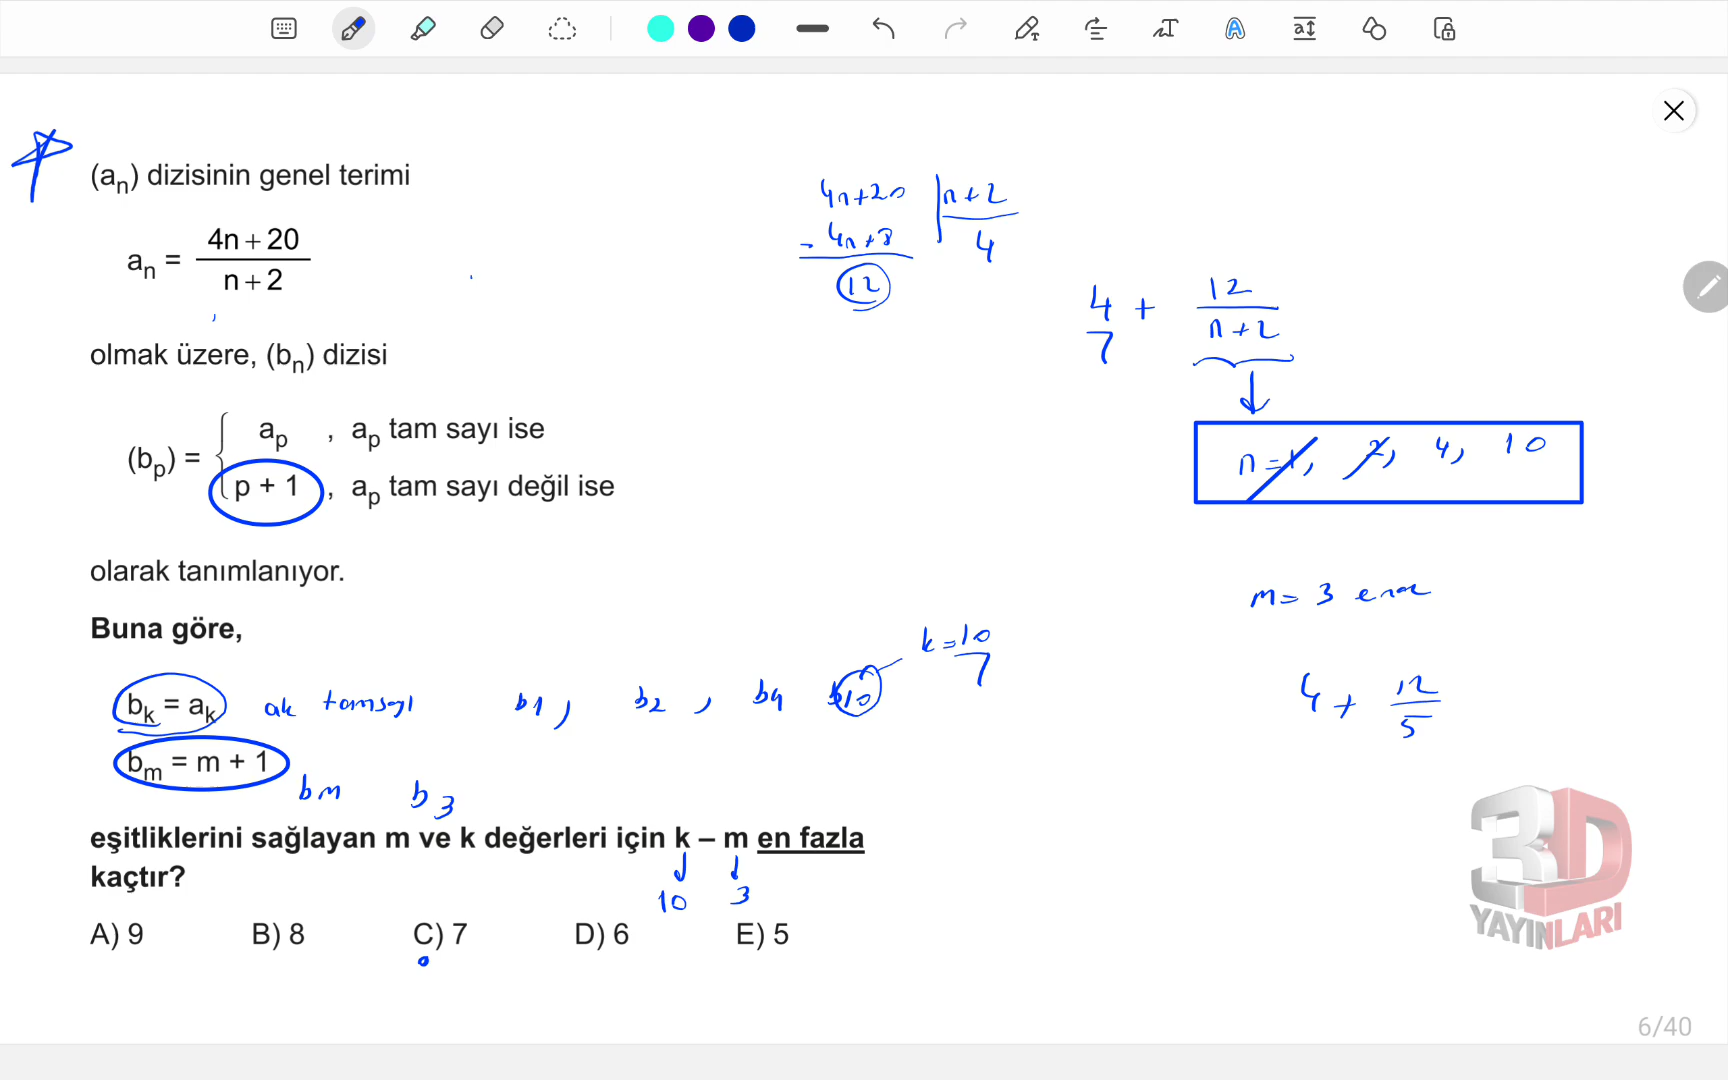 (aₙ) dizisinin genel terimi
aₙ = (4n + 20)/(n + 2)
olmak üzere, (bₙ) dizisi
(bₚ) = { aₚ , aₚ tam sayı ise
p + 1 , aₚ tam sayı değil ise
olarak tanımlanıyor.
Buna göre,
bₖ = aₖ ak tamsayı b1, b2, b4 b10
k = 10
7
bₘ = m + 1
bm b3
eşitliklerini sağlayan m ve k değerleri için k – m en fazla
kaçtır?
10 3
A) 9 B) 8 C) 7 D) 6 E) 5
4n+20 | n+2
- 4n+8 4
12
4 + 12/(n+2)
7
n = 1, 2, 4, 10
m = 3
4 + 12/5
3D
YAYINLARI
6/40